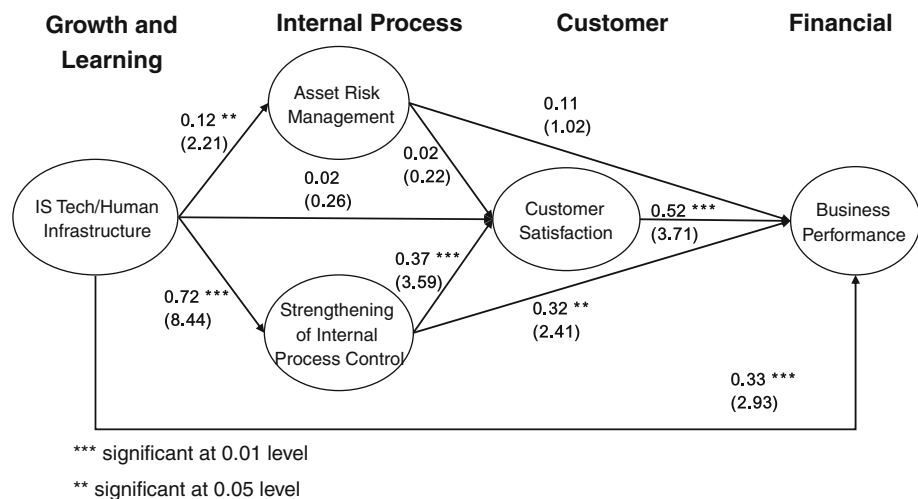 Growth and
Learning
Internal Process
Customer
Financial
Asset Risk
Management
0.12 **
(2.21)
0.11
(1.02)
0.02
(0.22)
0.02
(0.26)
IS Tech/Human
Infrastructure
Customer
Satisfaction
0.52 ***
(3.71)
Business
Performance
0.37 ***
(3.59)
0.72 ***
(8.44)
Strengthening
of Internal
Process Control
0.32 **
(2.41)
0.33 ***
(2.93)
*** significant at 0.01 level
** significant at 0.05 level